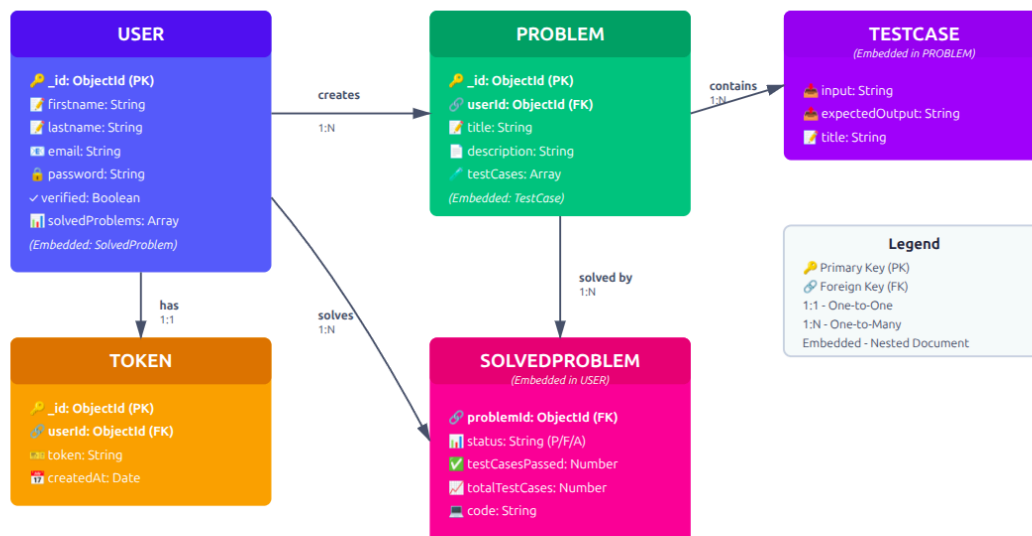 USER
🔑 _id: ObjectId (PK)
📝 firstname: String
📝 lastname: String
📧 email: String
🔒 password: String
✓ verified: Boolean
📊 solvedProblems: Array
(Embedded: SolvedProblem)
creates
1:N
PROBLEM
🔑 _id: ObjectId (PK)
🔗 userId: ObjectId (FK)
📝 title: String
📄 description: String
🧪 testCases: Array
(Embedded: TestCase)
contains
1:N
TESTCASE
(Embedded in PROBLEM)
📥 input: String
📤 expectedOutput: String
📝 title: String
Legend
🔑 Primary Key (PK)
🔗 Foreign Key (FK)
1:1 - One-to-One
1:N - One-to-Many
Embedded - Nested Document
has
1:1
solves
1:N
solved by
1:N
TOKEN
🔑 _id: ObjectId (PK)
🔗 userId: ObjectId (FK)
🎫 token: String
📅 createdAt: Date
SOLVEDPROBLEM
(Embedded in USER)
🔗 problemId: ObjectId (FK)
📊 status: String (P/F/A)
✅ testCasesPassed: Number
📈 totalTestCases: Number
💻 code: String